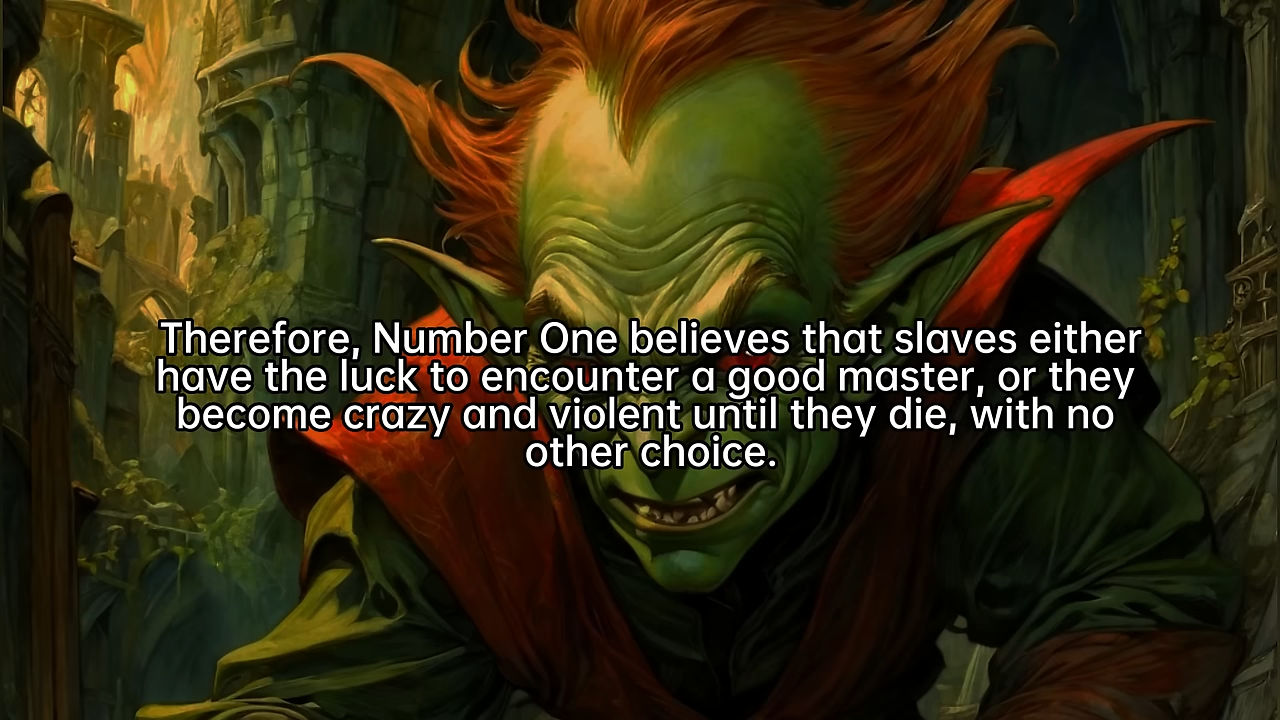 Therefore, Number One believes that slaves either
have the luck to encounter a good master, or they
become crazy and violent until they die, with no
other choice.